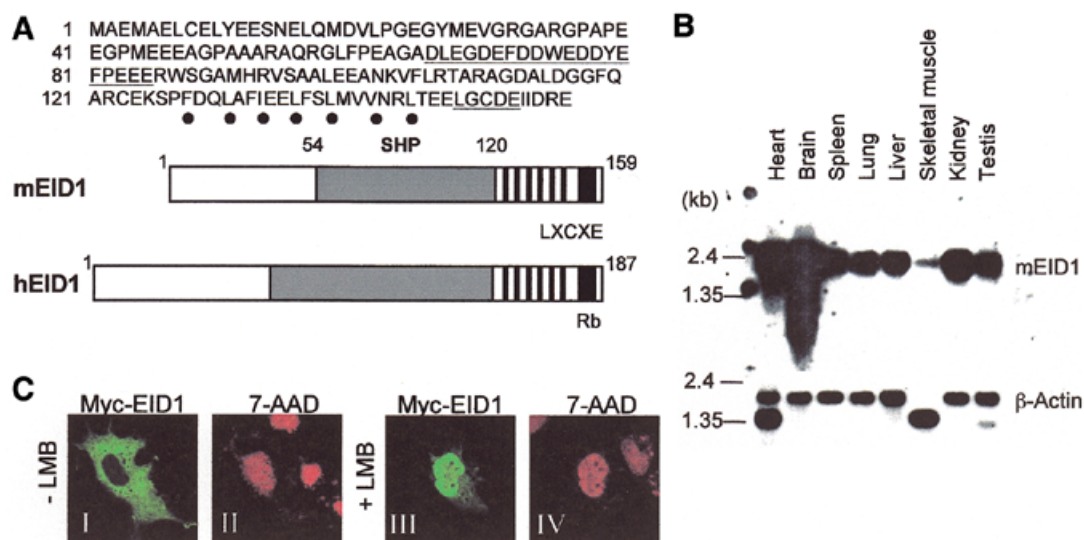 A
1 MAEMAELCELYEESNELQMDVLPGEGYMEVGRGARGPAPE
41 EGPMEEEAGPAAARAQRGLFPEAGADLEGDEFDDWEDDYE
81 FPEEERWSGAMHRVSAALEEANKVFLRTARAGDALDGGFQ
121 ARCEKSPFDQLAFIEELFSLMVVNRLTEELGCDEIIDRE
54 SHP 120
1 159
mEID1
LXCXE
1 187
hEID1
Rb
B
Heart
Brain
Spleen
Lung
Liver
Skeletal muscle
Kidney
Testis
(kb)
2.4
mEID1
1.35
2.4
β-Actin
1.35
C
Myc-EID1 7-AAD Myc-EID1 7-AAD
- LMB
+ LMB
I II III IV